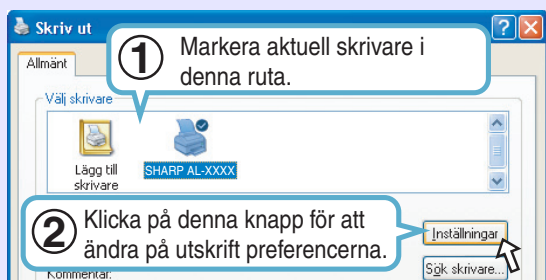 Skriv ut
Allmänt
1 Markera aktuell skrivare i
denna ruta.
Välj skrivare
Lägg till
skrivare
SHARP AL-XXXX
2 Klicka på denna knapp för att
ändra på utskrift preferencerna.
Inställningar
Kommentar:
Sök skrivare...